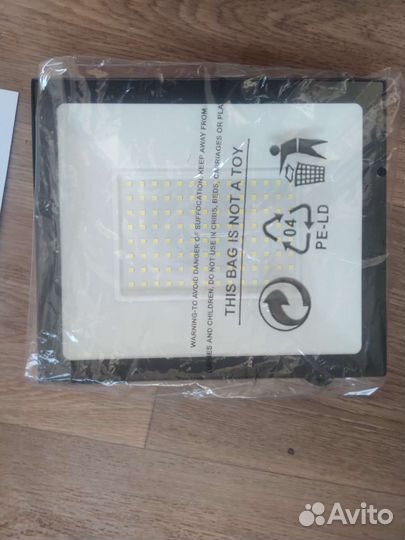 WARNING-TO AVOID DANGER OF SUFFOCATION, KEEP AWAY FROM
AND CHILDREN. DO NOT USE IN CRIBS, BEDS, CARRIAGES OR PLA
THIS BAG IS NOT A TOY
04
PE-LD
Avito